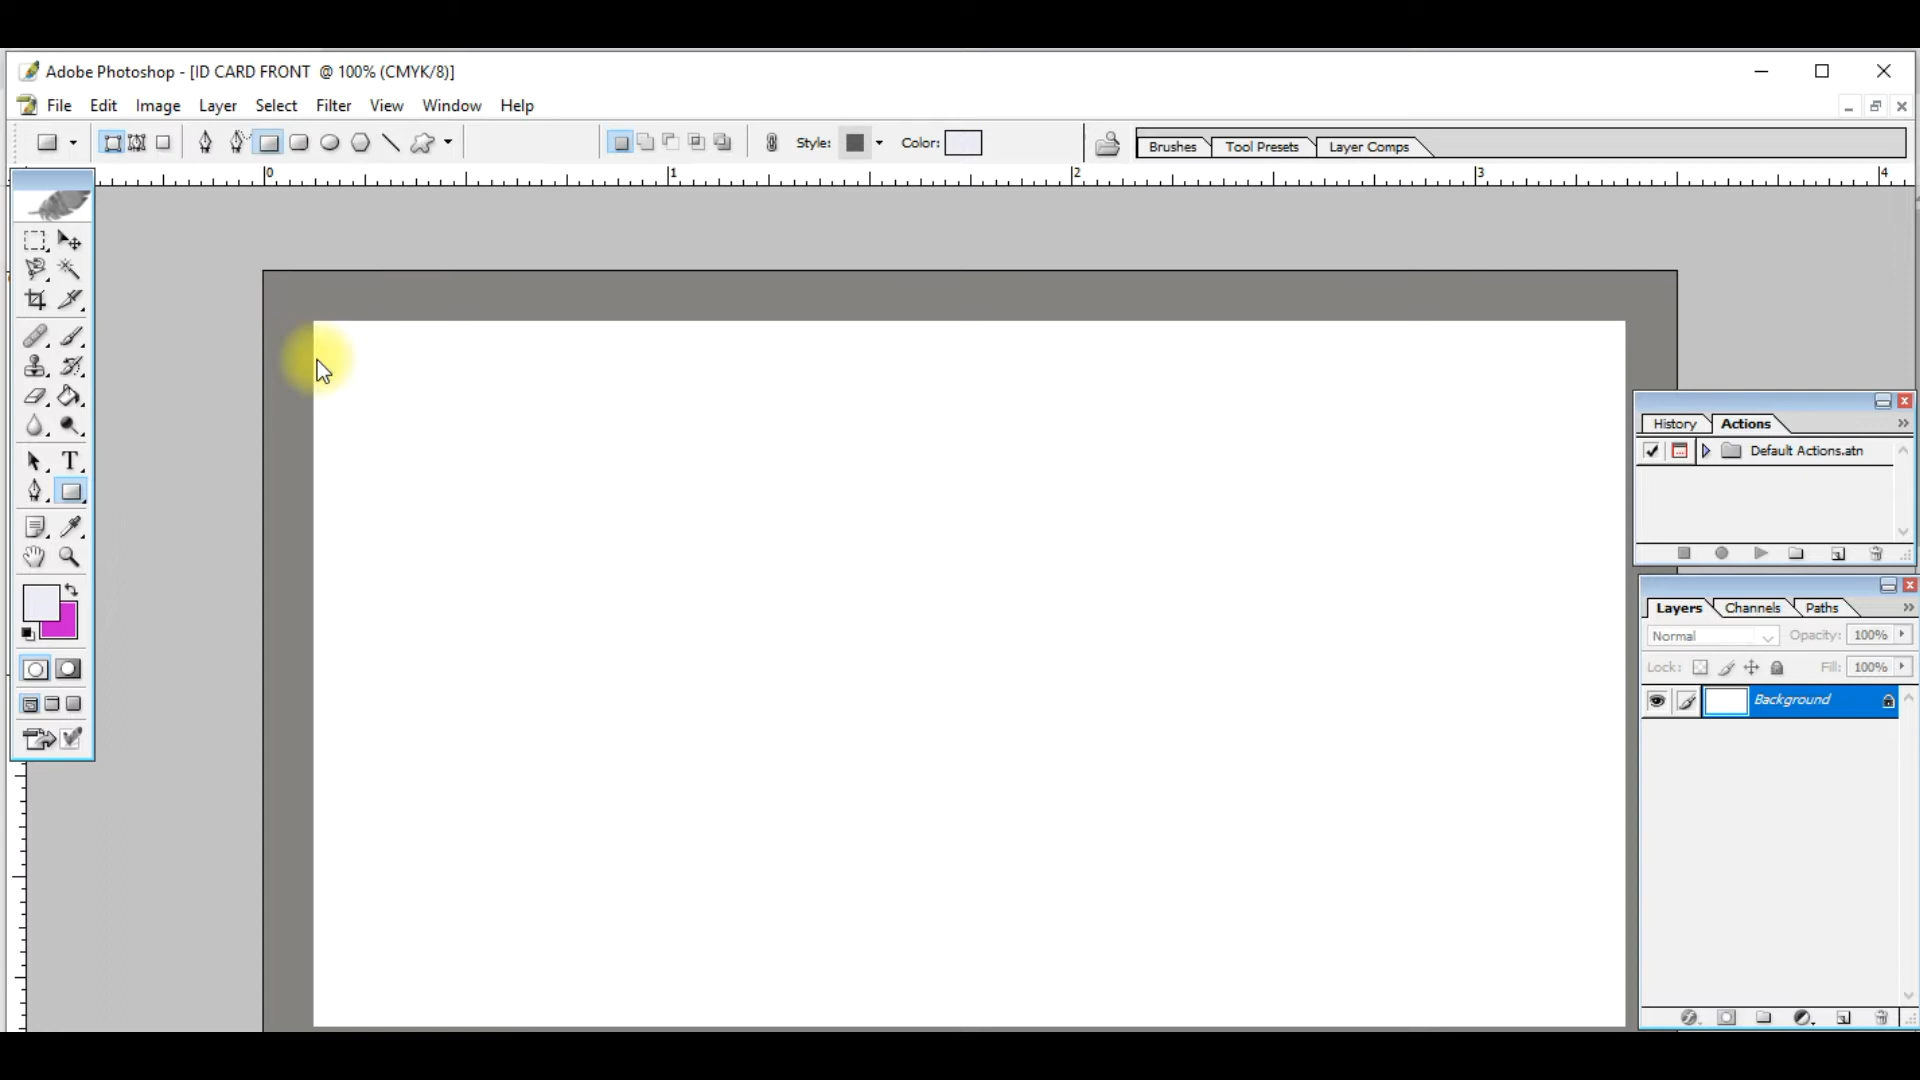 Adobe Photoshop - [ID CARD FRONT @ 100% (CMYK/8)]
File Edit Image Layer Select Filter View Window Help
Style: Color: Brushes Tool Presets Layer Comps
0 1 2 3 4
History Actions
Default Actions.atn
Layers Channels Paths
Normal Opacity: 100%
Lock: Fill: 100%
Background
T